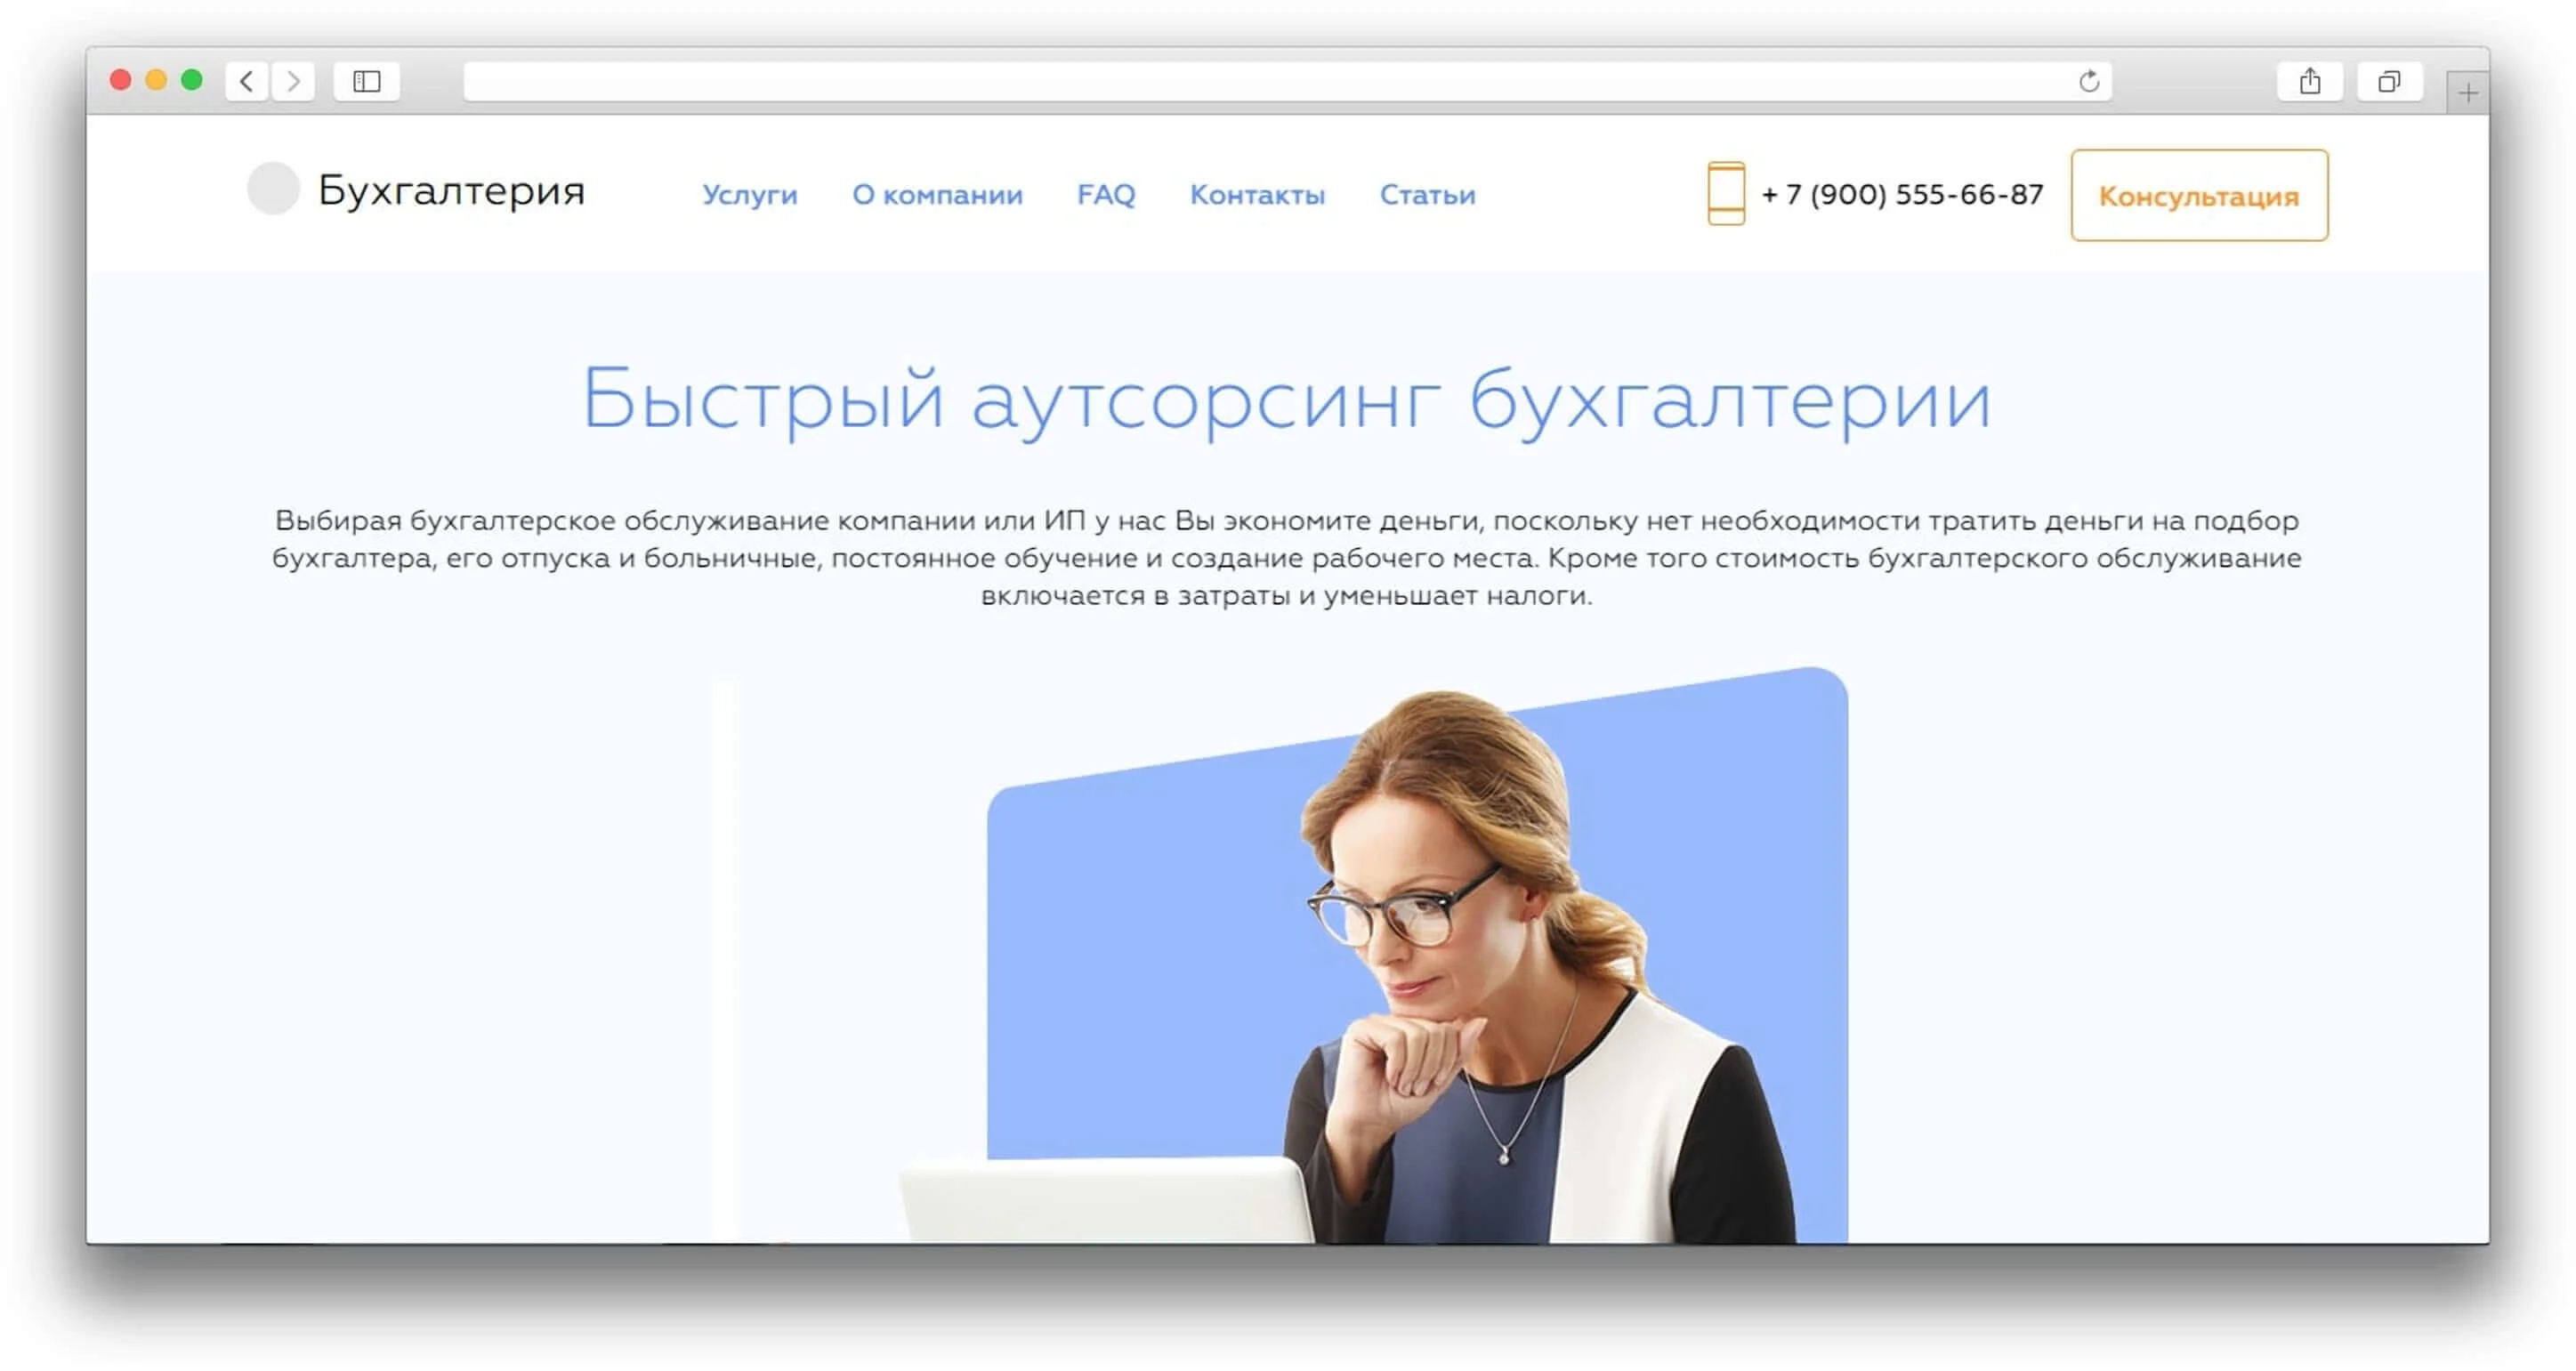 Бухгалтерия
Услуги О компании FAQ Контакты Статьи
+ 7 (900) 555-66-87
Консультация
Быстрый аутсорсинг бухгалтерии
Выбирая бухгалтерское обслуживание компании или ИП у нас Вы экономите деньги, поскольку нет необходимости тратить деньги на подбор
бухгалтера, его отпуска и больничные, постоянное обучение и создание рабочего места. Кроме того стоимость бухгалтерского обслуживание
включается в затраты и уменьшает налоги.